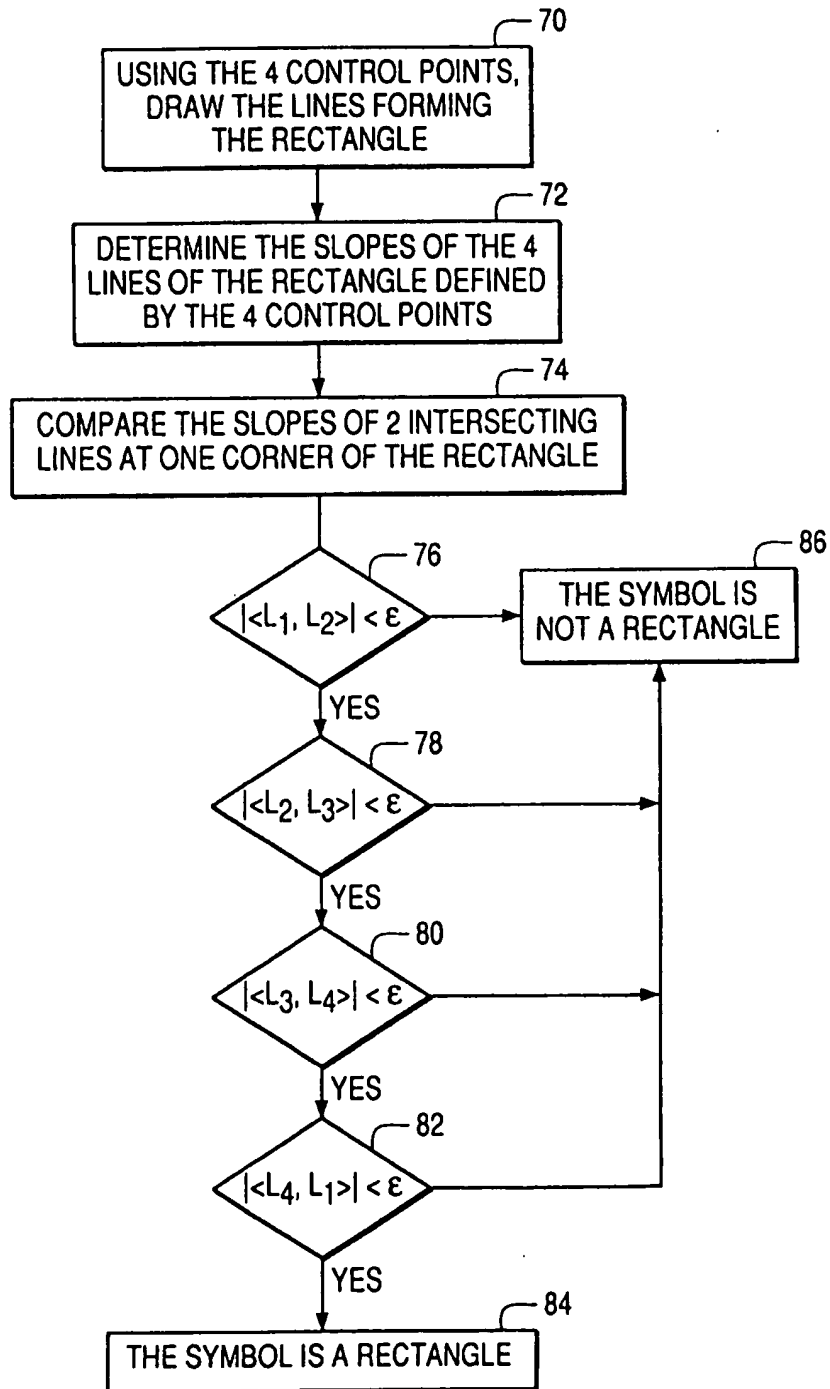 70
USING THE 4 CONTROL POINTS,
DRAW THE LINES FORMING
THE RECTANGLE
72
DETERMINE THE SLOPES OF THE 4
LINES OF THE RECTANGLE DEFINED
BY THE 4 CONTROL POINTS
74
COMPARE THE SLOPES OF 2 INTERSECTING
LINES AT ONE CORNER OF THE RECTANGLE
76
|<L1, L2>| < ε
86
THE SYMBOL IS
NOT A RECTANGLE
YES
78
|<L2, L3>| < ε
YES
80
|<L3, L4>| < ε
YES
82
|<L4, L1>| < ε
YES
84
THE SYMBOL IS A RECTANGLE